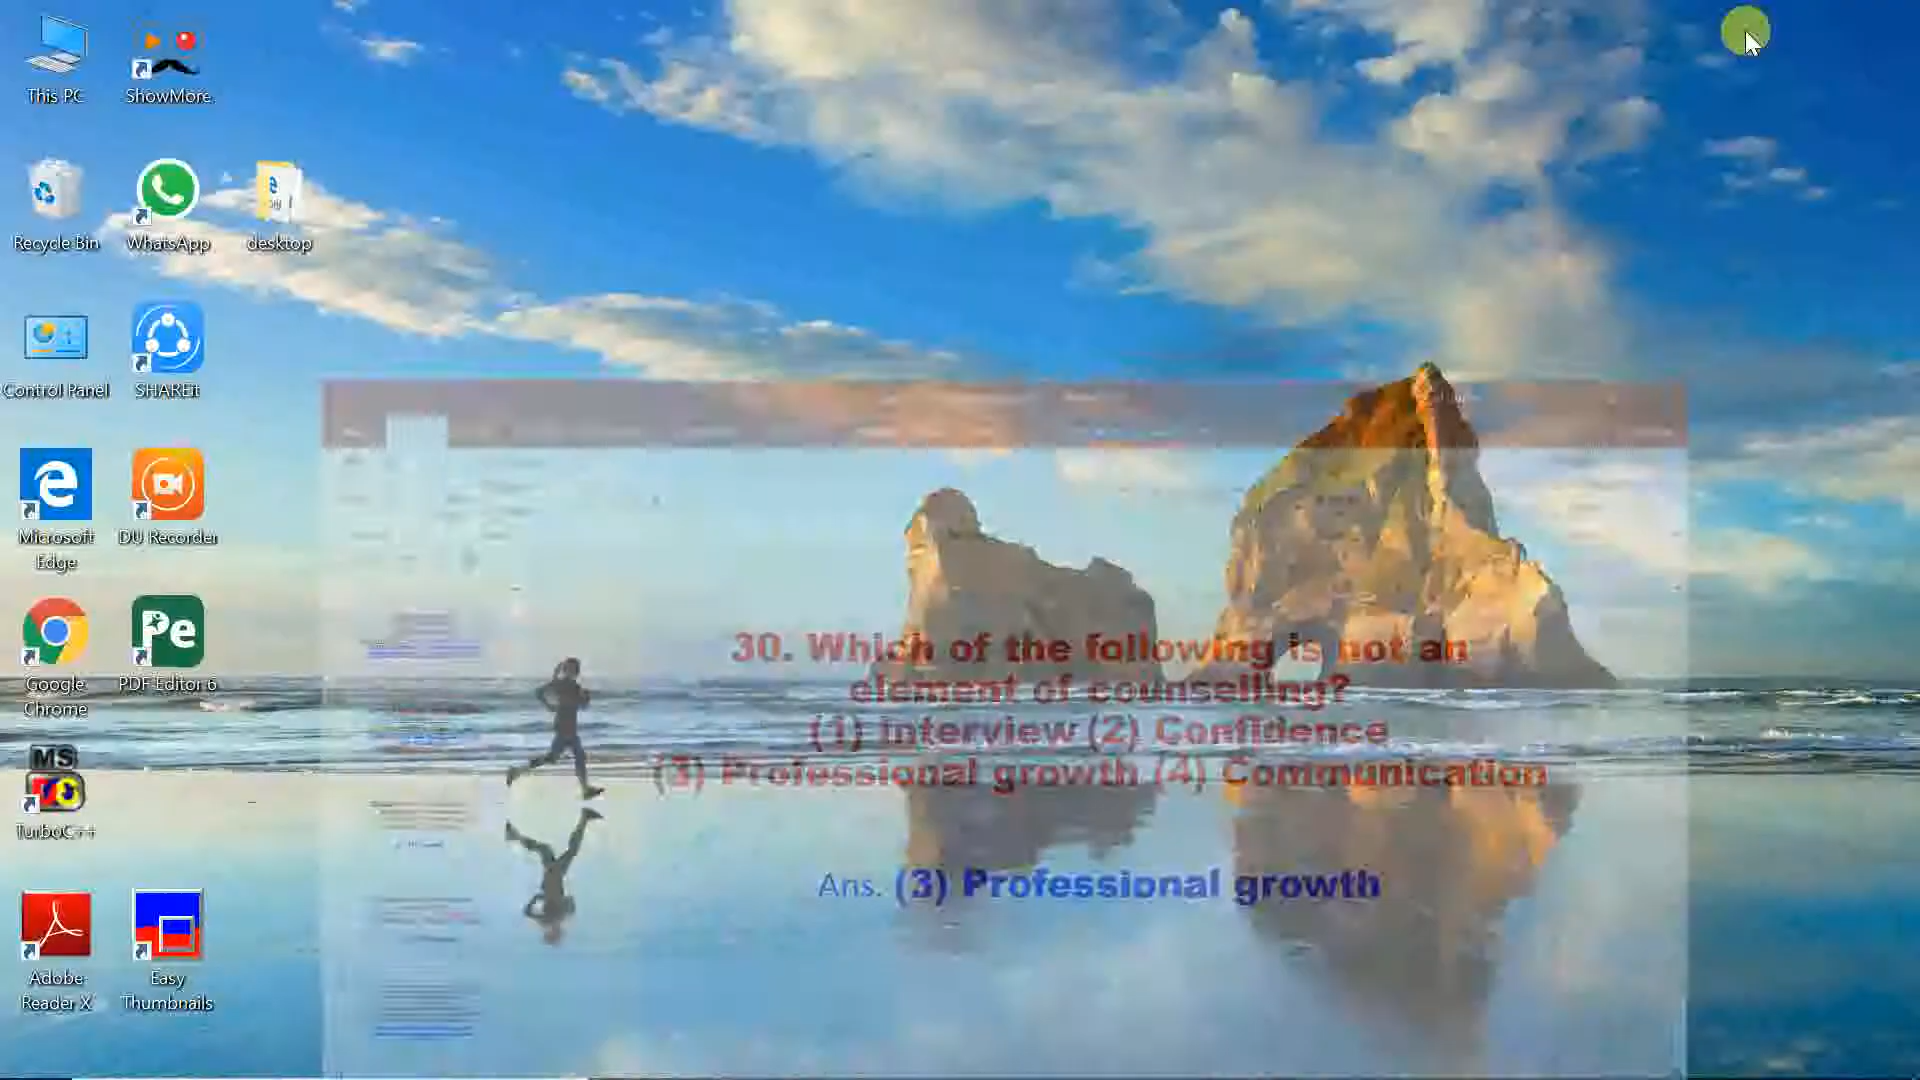 This PC
ShowMore
Recycle Bin
WhatsApp
desktop
Control Panel
SHAREit
Microsoft
Edge
DU Recorder
Google
Chrome
PDF Editor 6
MS
TurboC++
Adobe
Reader X
Easy
Thumbnails
30. Which of the following is not an
element of counselling?
(1) Interview (2) Confidence
(3) Professional growth (4) Communication
Ans. (3) Professional growth